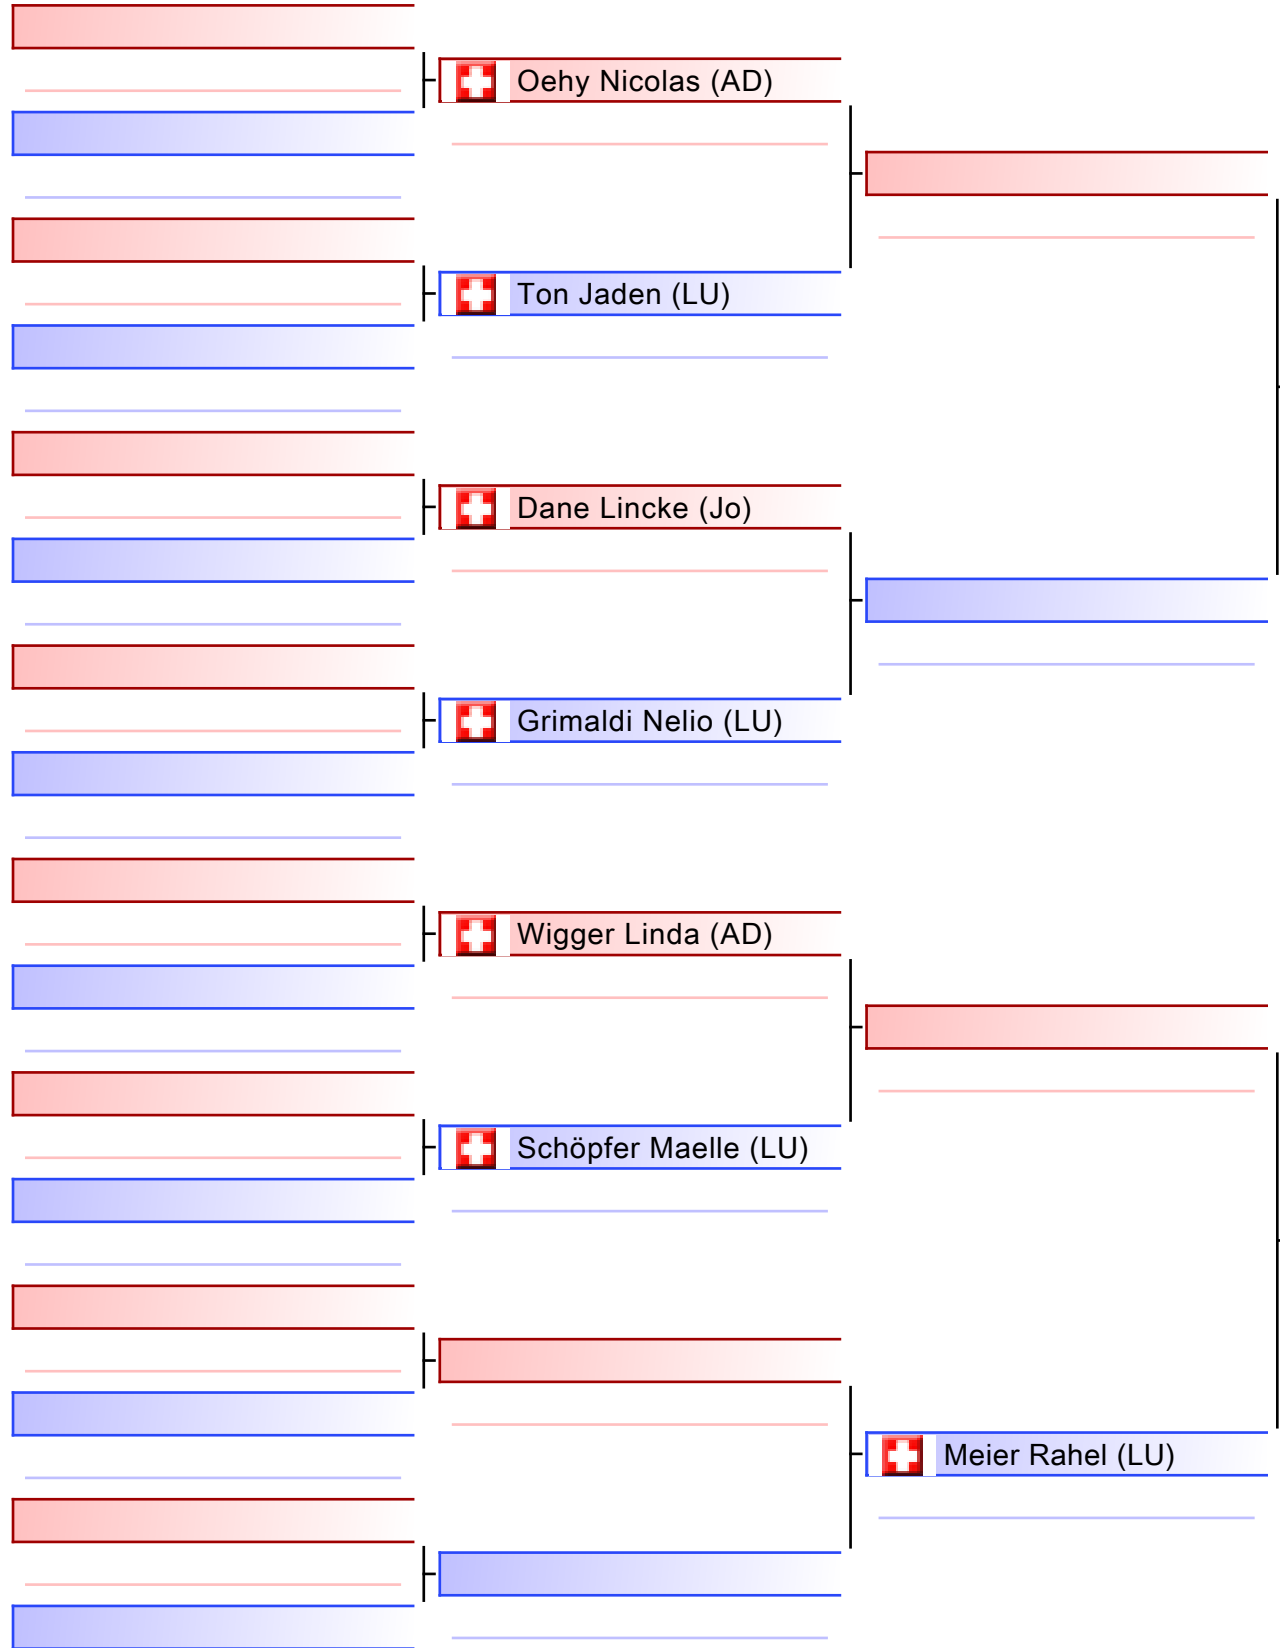 Oehy Nicolas (AD)
Ton Jaden (LU)
Dane Lincke (Jo)
Grimaldi Nelio (LU)
Wigger Linda (AD)
Schöpfer Maelle (LU)
Meier Rahel (LU)